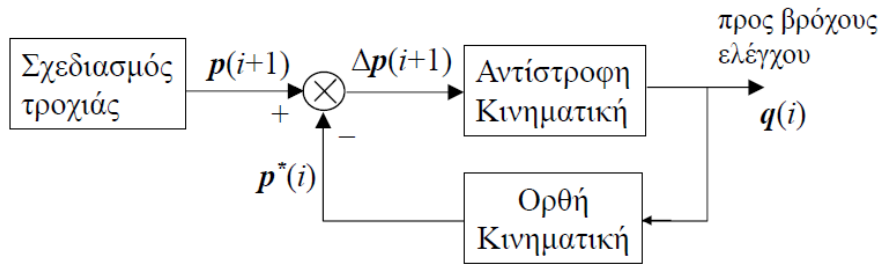 Σχεδιασμός
τροχιάς
p(i+1)
+
−
Δp(i+1)
Αντίστροφη
Κινηματική
προς βρόχους
ελέγχου
q(i)
p*(i)
Ορθή
Κινηματική